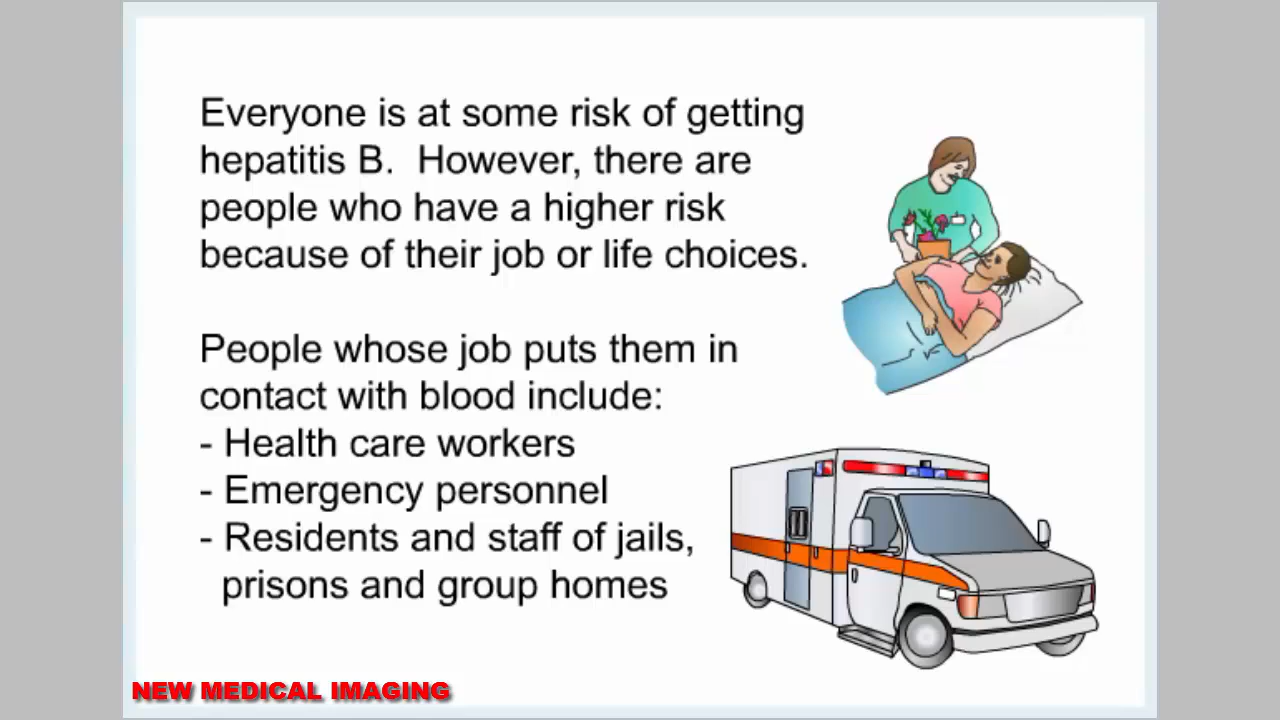 Everyone is at some risk of getting
hepatitis B.  However, there are
people who have a higher risk
because of their job or life choices.
People whose job puts them in
contact with blood include:
- Health care workers
- Emergency personnel
- Residents and staff of jails,
prisons and group homes
NEW MEDICAL IMAGING